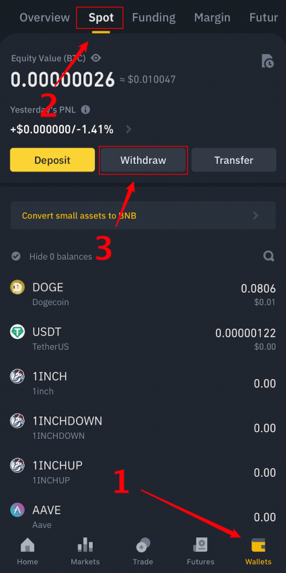 Overview Spot Funding Margin Futur
Equity Value (BTC)
0.00000026 ≈ $0.010047
2
Yesterday's PNL
+$0.000000/-1.41%
Deposit Withdraw Transfer
3
Convert small assets to BNB
Hide 0 balances
DOGE 0.0806
Dogecoin $0.01
USDT 0.00000122
TetherUS $0.00
1INCH 0.00
1inch
1INCHDOWN 0.00
1INCHDOWN
1INCHUP 0.00
1INCHUP
1
AAVE 0.00
Aave
Home Markets Trade Futures Wallets